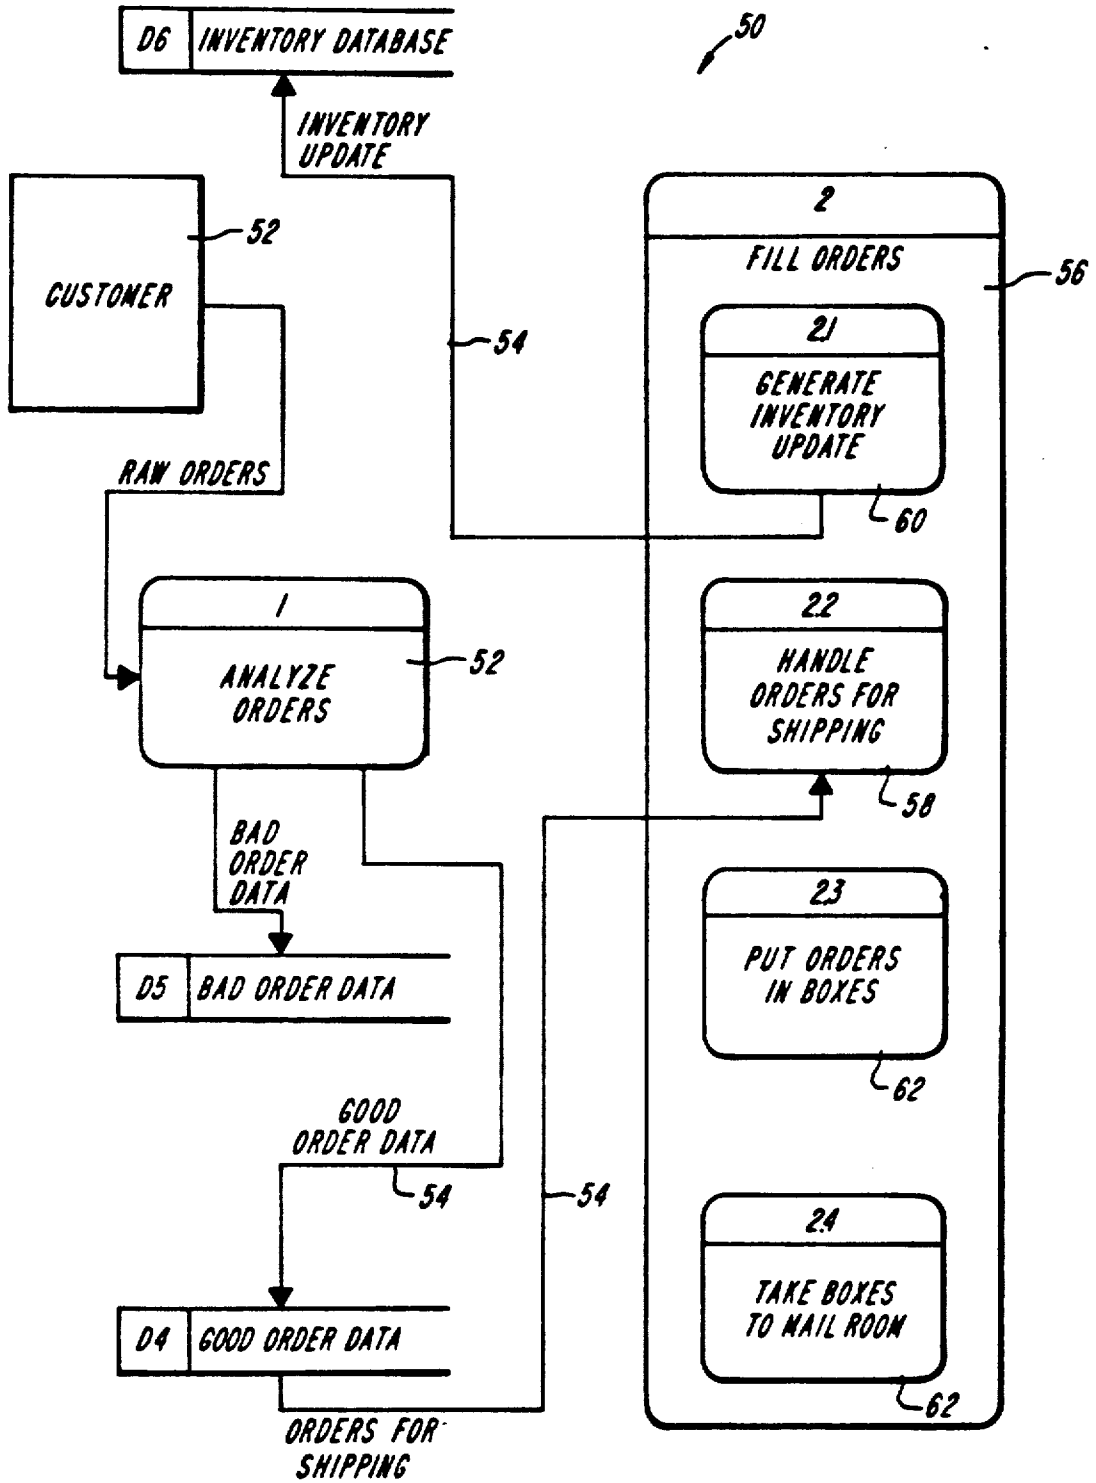 D6 INVENTORY DATABASE
50
INVENTORY
UPDATE
52
CUSTOMER
54
RAW ORDERS
2
FILL ORDERS
56
2.1
GENERATE
INVENTORY
UPDATE
60
1
ANALYZE
ORDERS
52
2.2
HANDLE
ORDERS FOR
SHIPPING
58
BAD
ORDER
DATA
D5 BAD ORDER DATA
2.3
PUT ORDERS
IN BOXES
62
GOOD
ORDER DATA
54
54
2.4
TAKE BOXES
TO MAIL ROOM
62
D4 GOOD ORDER DATA
ORDERS FOR
SHIPPING